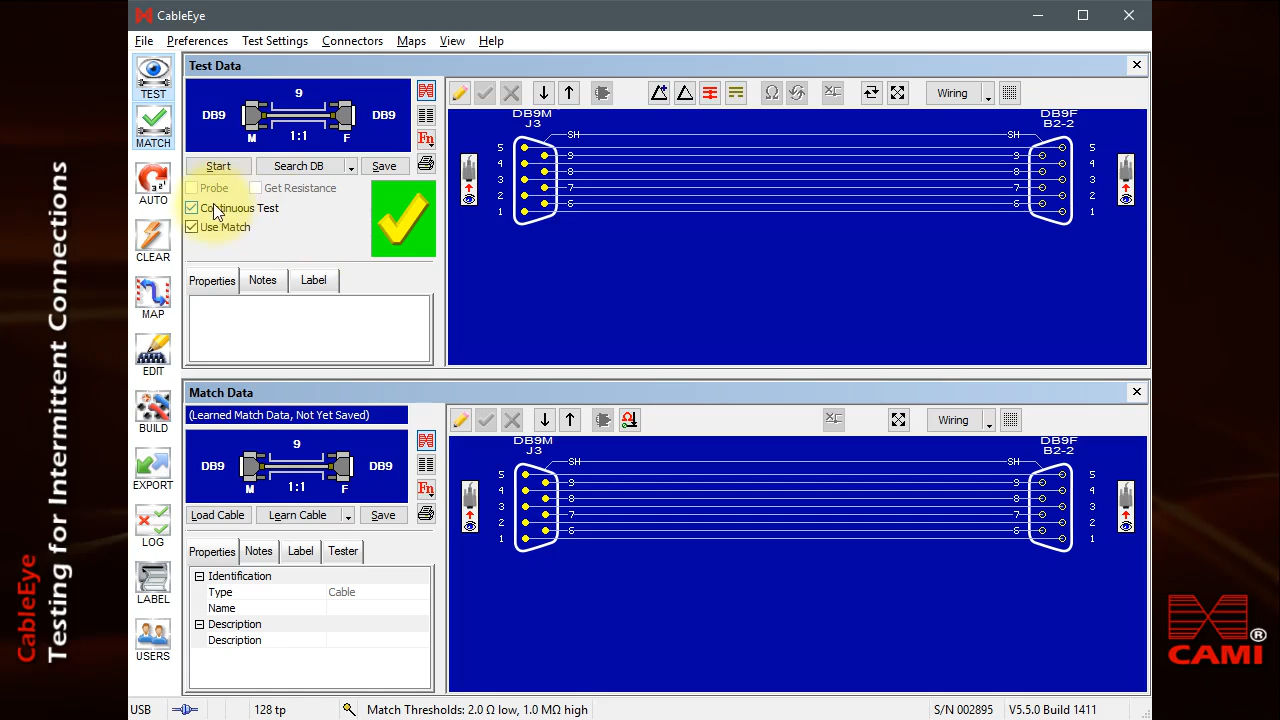 CableEye
Testing for Intermittent Connections
CableEye
File Preferences Test Settings Connectors Maps View Help
TEST
MATCH
AUTO
CLEAR
MAP
EDIT
BUILD
EXPORT
LOG
LABEL
USERS
Test Data
9
DB9 DB9
M 1:1 F
Fn
Start Search DB Save
Probe Get Resistance
Continuous Test
Use Match
Properties Notes Label
Wiring
DB9M DB9F
J3 B2-2
SH SH
5 5
9 9
4 4
8 8
3 3
7 7
2 2
6 6
1 1
Match Data
(Learned Match Data, Not Yet Saved)
9
DB9 DB9
M 1:1 F
Fn
Load Cable Learn Cable Save
Properties Notes Label Tester
Identification
Type Cable
Name
Description
Description
Wiring
DB9M DB9F
J3 B2-2
SH SH
5 5
9 9
4 4
8 8
3 3
7 7
2 2
6 6
1 1
USB 128 tp Match Thresholds: 2.0 Ω low, 1.0 MΩ high S/N 002895 V5.5.0 Build 1411
®
CAMI